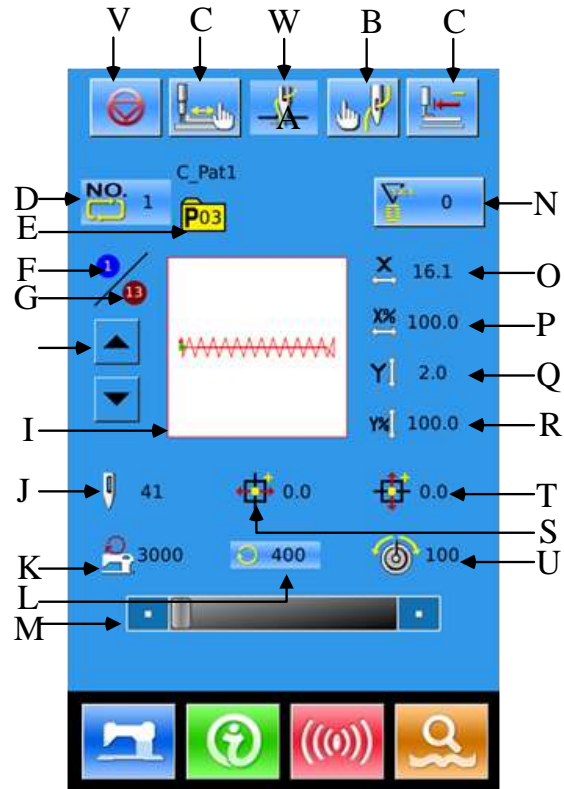 V C W B C
A
C_Pat1
D NO. 1 P03 0 N
E
F 1 X 16.1 O
G 13 X% 100.0 P
Y 2.0 Q
I Y% 100.0 R
J 41 0.0 0.0 T
S
K 3000 400 100 U
L
M